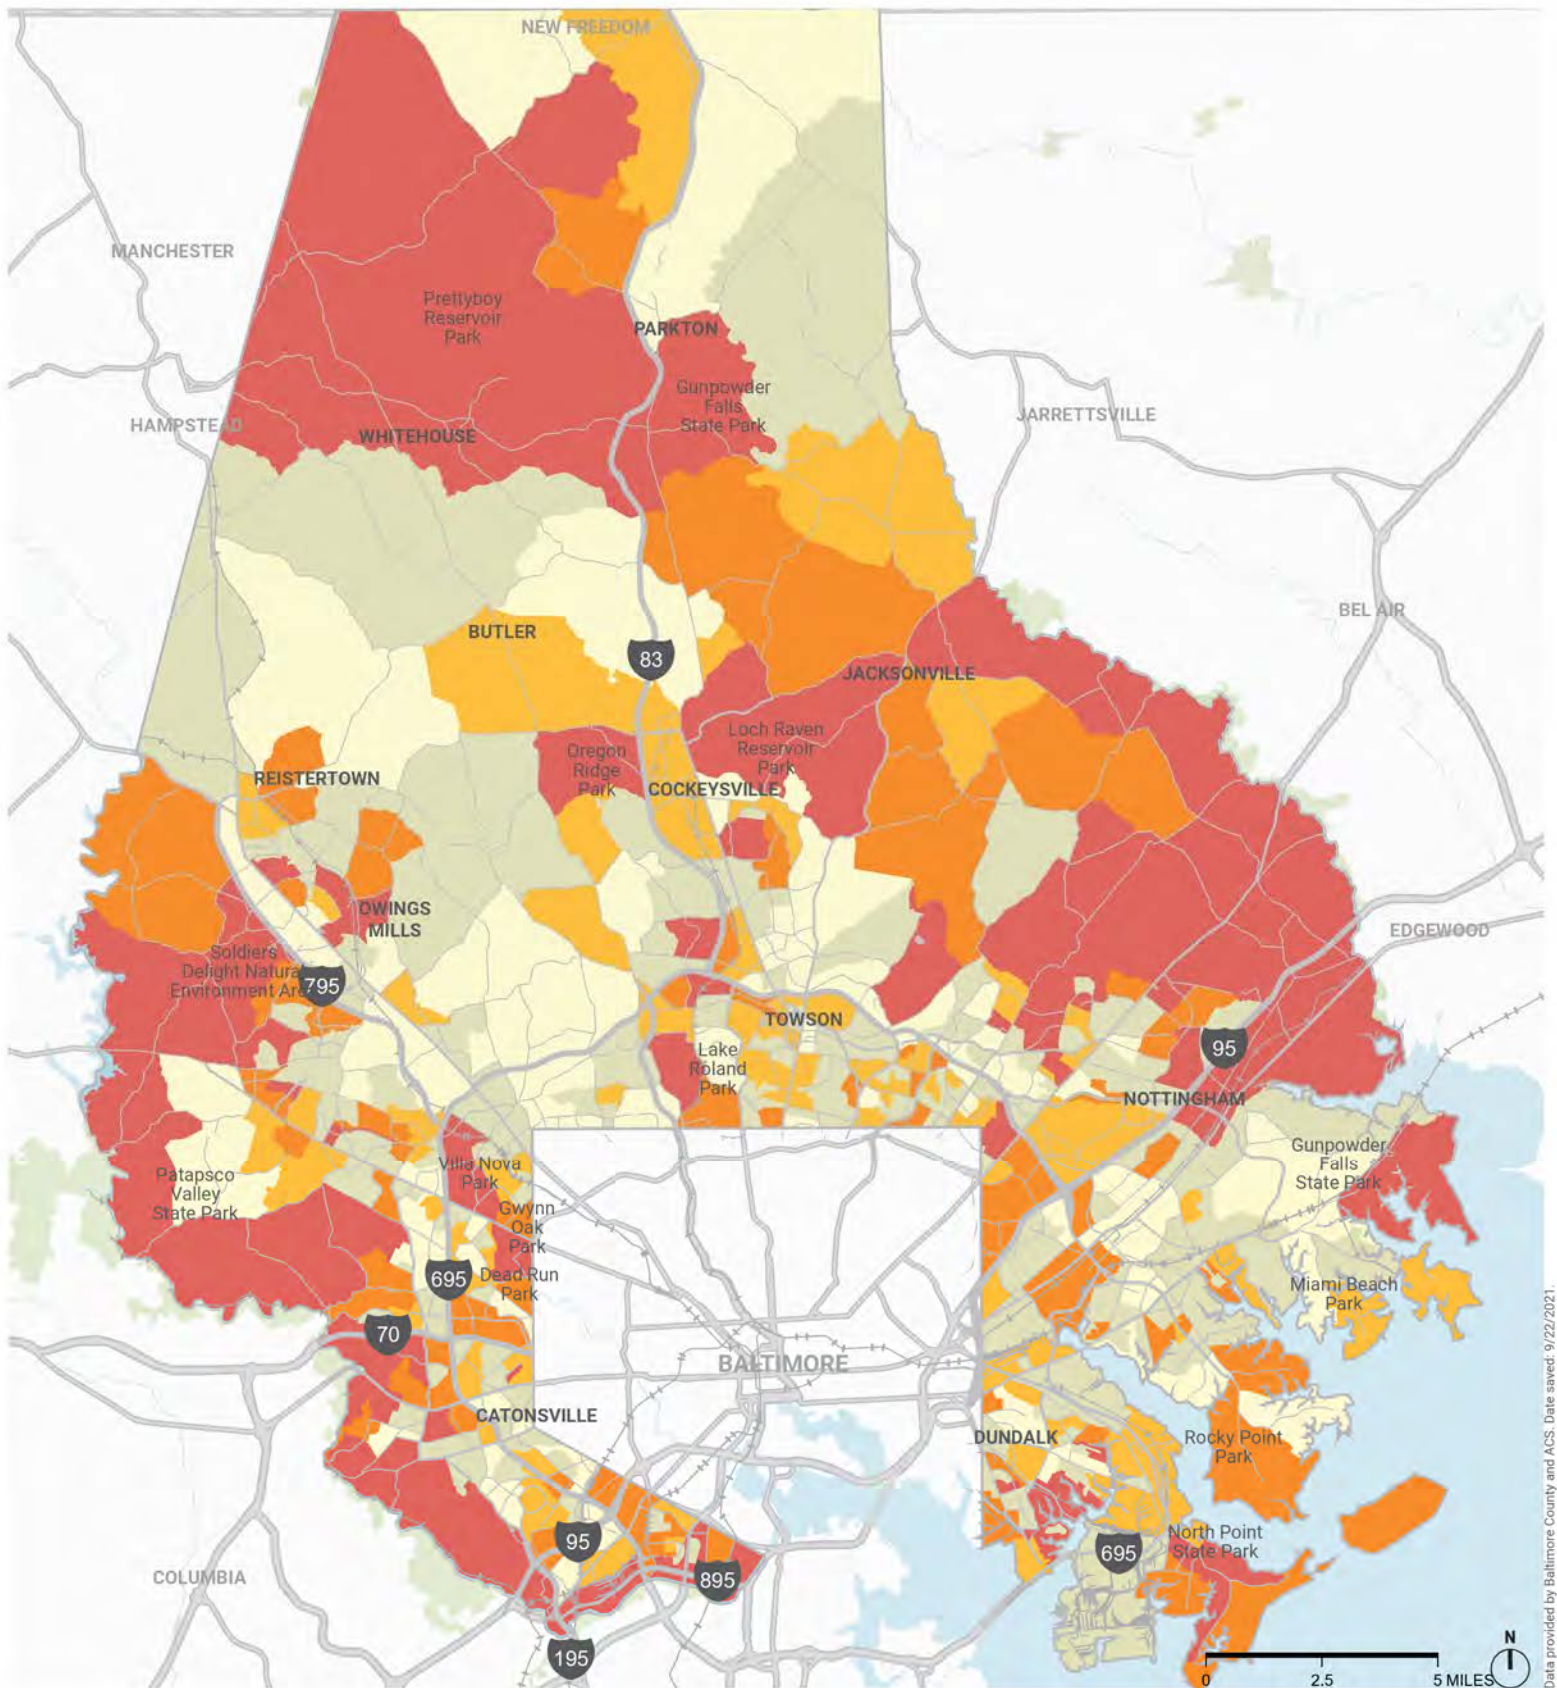 NEW FREEDOM
MANCHESTER
Prettyboy
Reservoir
Park
PARKTON
Gunpowder
Falls
State Park
JARRETTSVILLE
HAMPSTEAD
WHITEHOUSE
BEL AIR
BUTLER
83
JACKSONVILLE
Loch Raven
Reservoir
Park
Oregon
Ridge
Park
REISTERTOWN
COCKEYSVILLE
OWINGS
MILLS
EDGEWOOD
Soldiers
Delight Natural
Environment Are
795
TOWSON
95
Lake
Roland
Park
NOTTINGHAM
Gunpowder
Falls
State Park
Villa Nova
Park
Patapsco
Valley
State Park
Gwynn
Oak
Park
695
Dead Run
Park
Miami Beach
Park
70
BALTIMORE
CATONSVILLE
DUNDALK
Rocky Point
Park
95
North Point
State Park
695
895
COLUMBIA
195
N
0
2.5
5 MILES
Data provided by Baltimore County and ACS. Date saved: 9/22/2021.